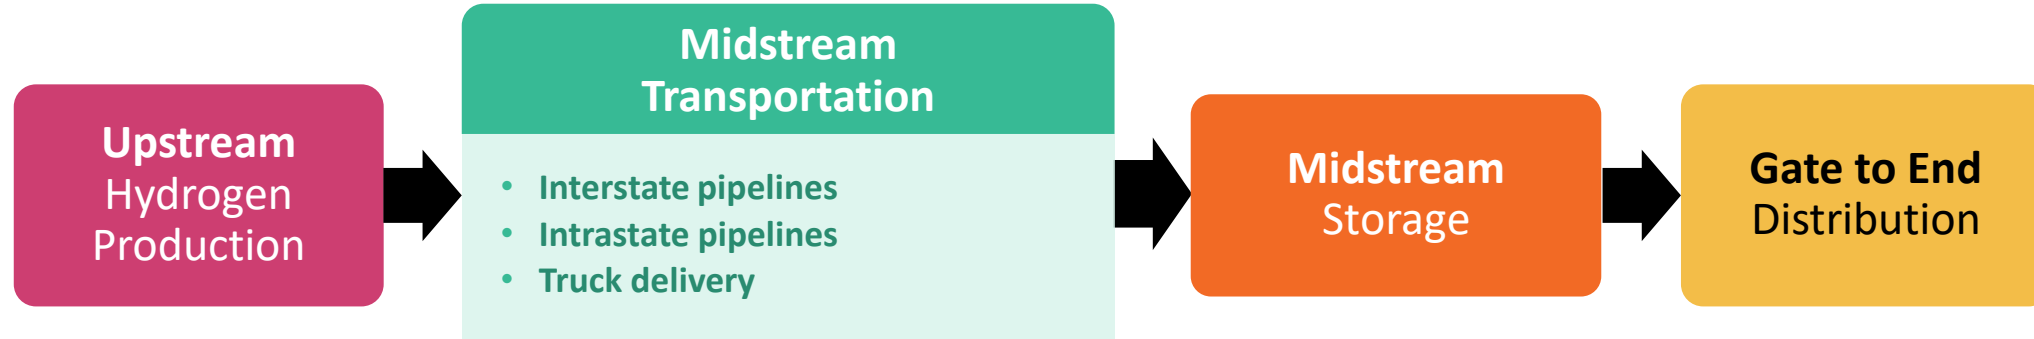 Upstream
Hydrogen
Production
Midstream
Transportation
• Interstate pipelines
• Intrastate pipelines
• Truck delivery
Midstream
Storage
Gate to End
Distribution